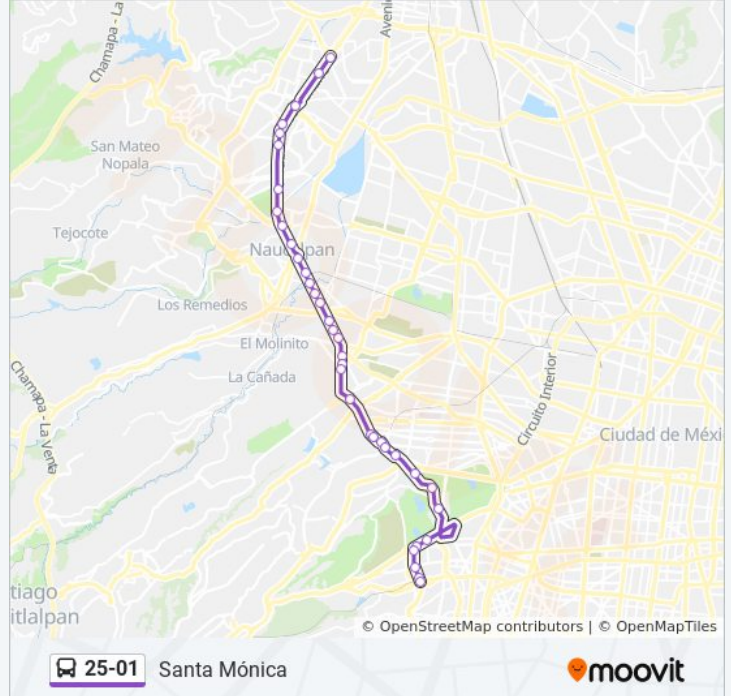 Chamapa - La
Aveni
San Mateo
Nopala
Tejocote
Naucalpan
Los Remedios
El Molinito
La Cañada
Chamapa - La Venta
Circuito Interior
Ciudad de Méxi
tiago
itlalpan
© OpenStreetMap contributors | © OpenMapTiles
25-01 Santa Mónica
moovit